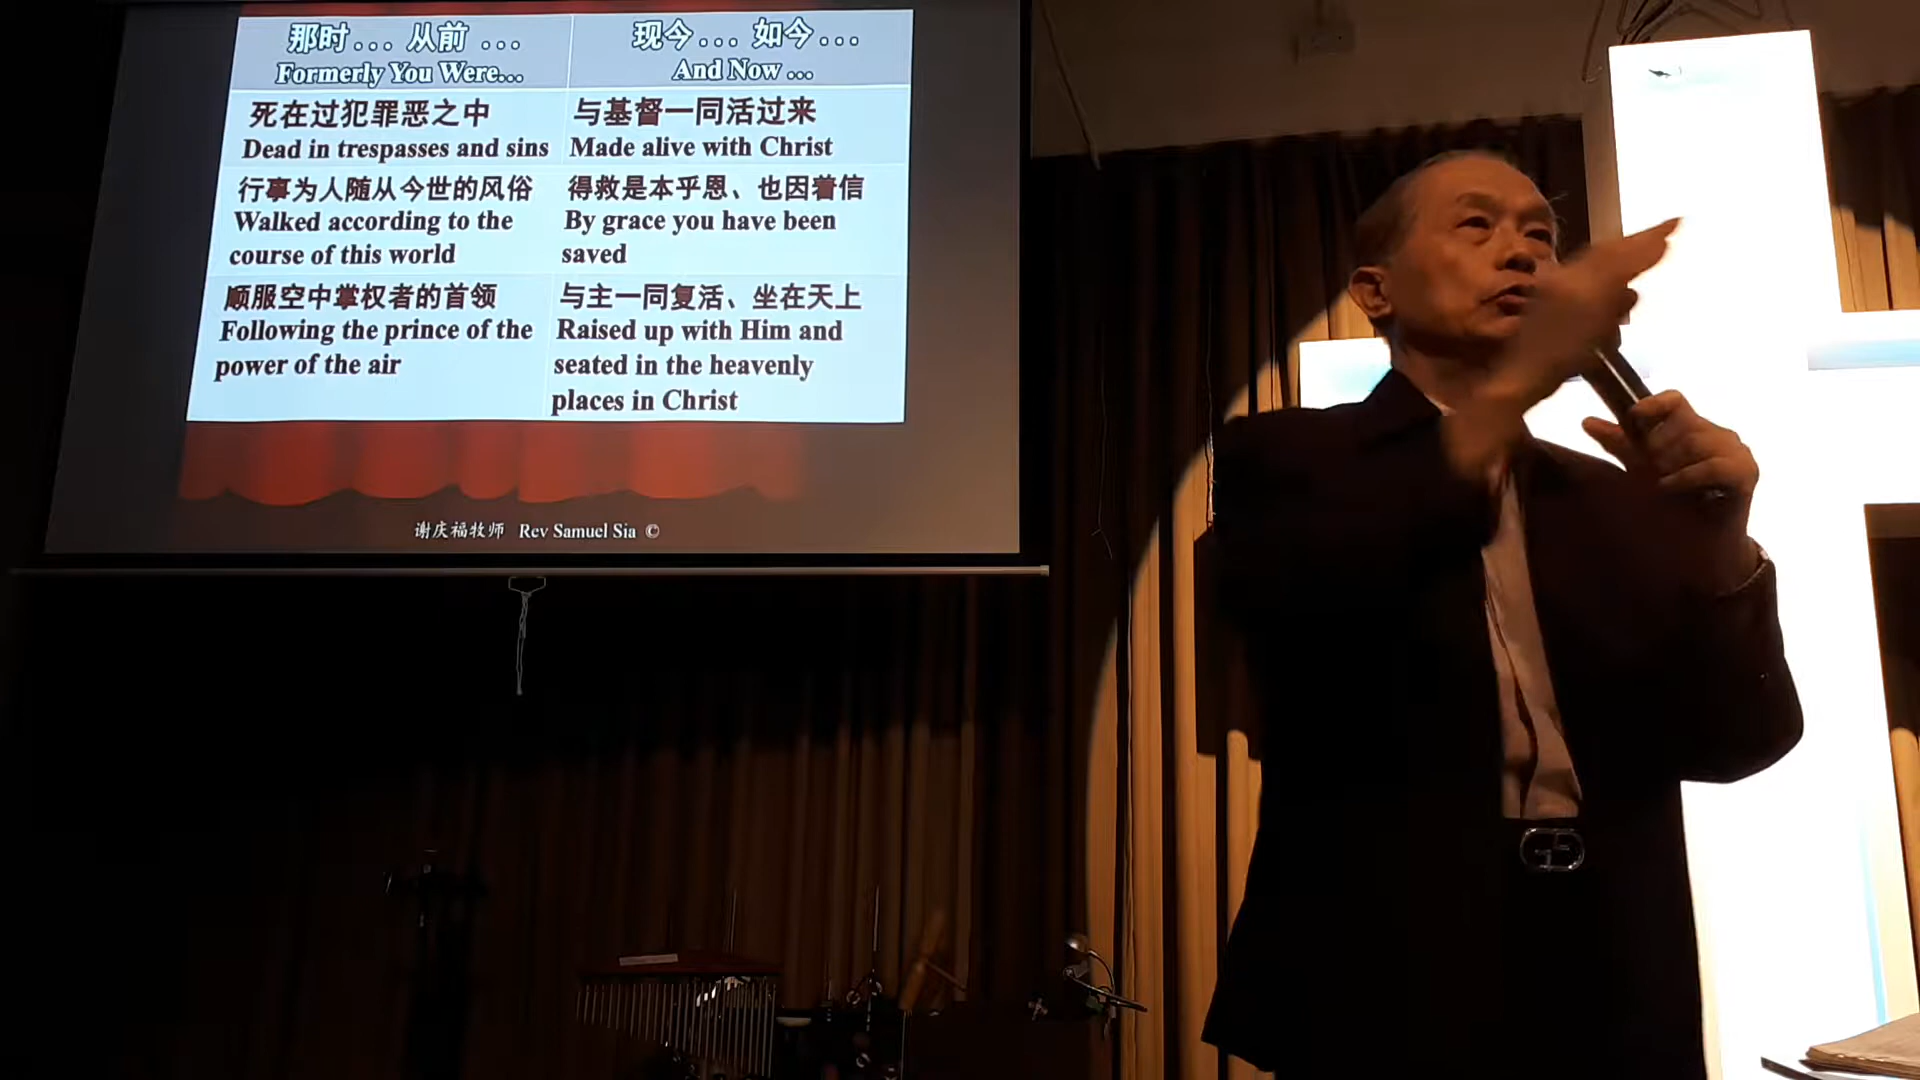 那时... 从前 ...
Formerly You Were...
现今... 如今...
And Now ...
死在过犯罪恶之中
Dead in trespasses and sins
与基督一同活过来
Made alive with Christ
行事为人随从今世的风俗
Walked according to the
course of this world
得救是本乎恩、也因着信
By grace you have been
saved
顺服空中掌权者的首领
Following the prince of the
power of the air
与主一同复活、坐在天上
Raised up with Him and
seated in the heavenly
places in Christ
谢庆福牧师 Rev Samuel Sia ©